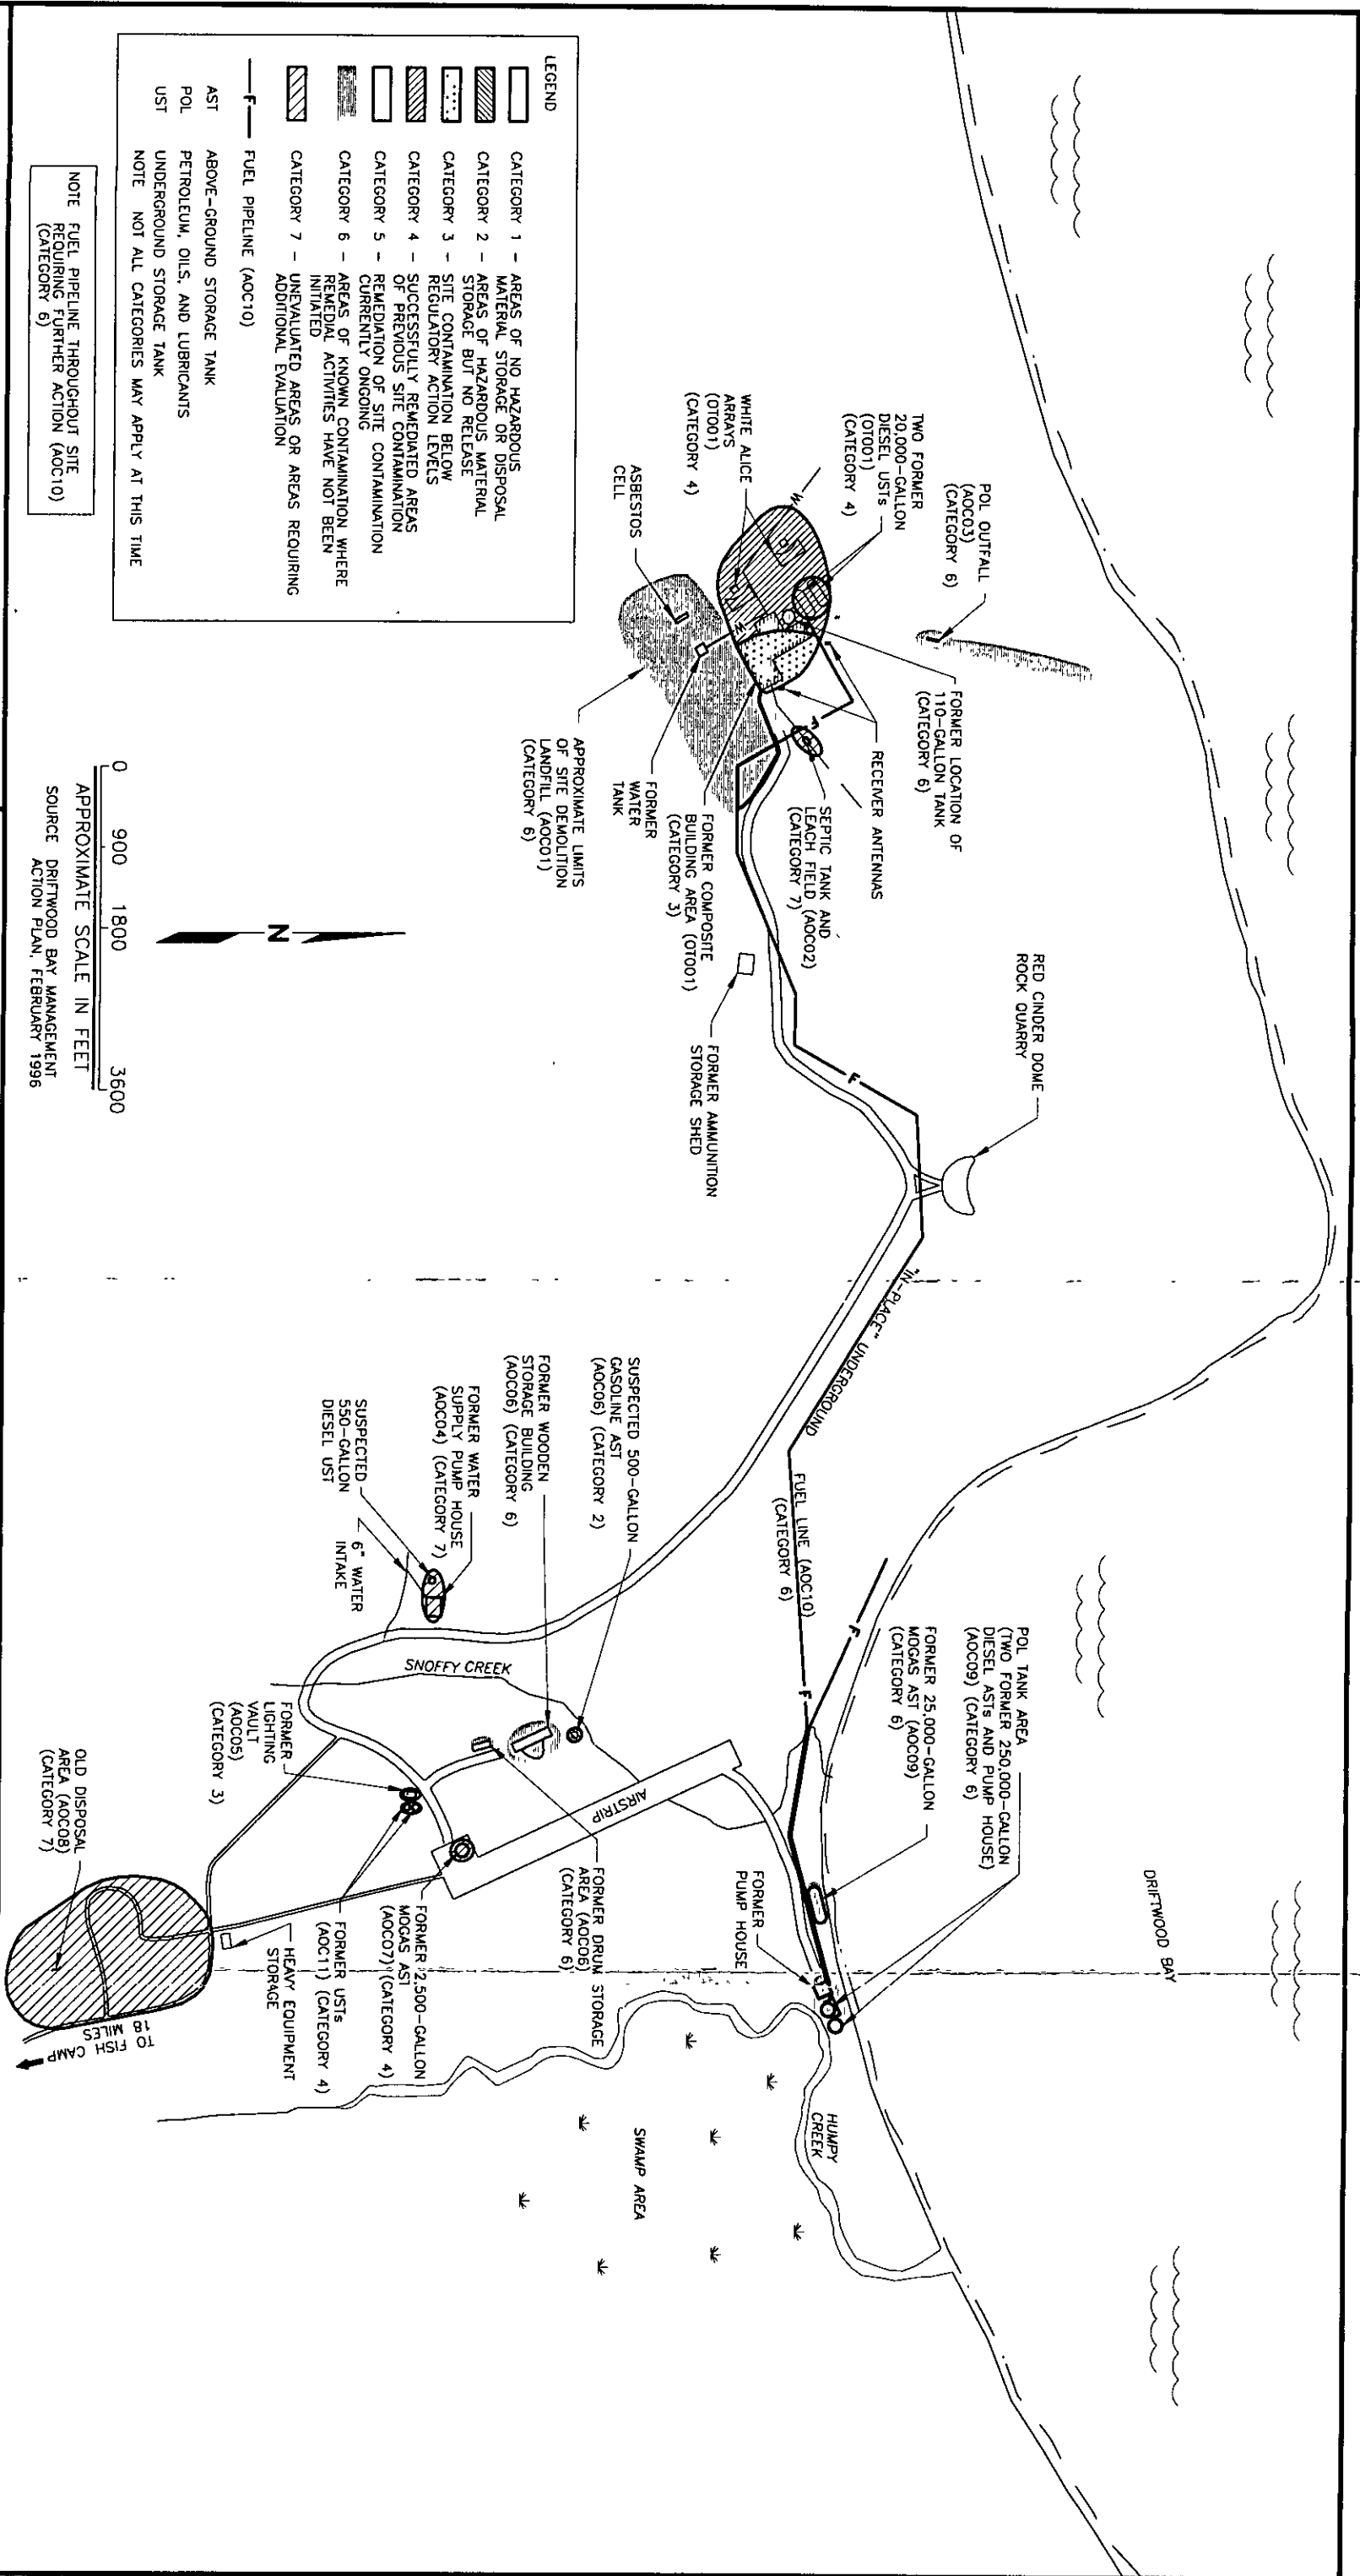 LEGEND
CATEGORY 1 - AREAS OF NO HAZARDOUS
MATERIAL STORAGE OR DISPOSAL
CATEGORY 2 - AREAS OF HAZARDOUS MATERIAL
STORAGE BUT NO RELEASE
CATEGORY 3 - SITE CONTAMINATION BELOW
REGULATORY ACTION LEVELS
CATEGORY 4 - SUCCESSFULLY REMEDIATED AREAS
OF PREVIOUS SITE CONTAMINATION
CATEGORY 5 - REMEDIATION OF SITE CONTAMINATION
CURRENTLY ONGOING
CATEGORY 6 - AREAS OF KNOWN CONTAMINATION WHERE
REMEDIAL ACTIVITIES HAVE NOT BEEN
INITIATED
CATEGORY 7 - UNEVALUATED AREAS OR AREAS REQUIRING
ADDITIONAL EVALUATION
F FUEL PIPELINE (AOC10)
AST ABOVE-GROUND STORAGE TANK
POL PETROLEUM, OILS, AND LUBRICANTS
UST UNDERGROUND STORAGE TANK
NOTE NOT ALL CATEGORIES MAY APPLY AT THIS TIME
NOTE FUEL PIPELINE THROUGHOUT SITE
REQUIRING FURTHER ACTION (AOC10)
(CATEGORY 6)
POL OUTFALL
(AOC03)
(CATEGORY 6)
TWO FORMER
20,000-GALLON
DIESEL USTs
(OT001)
(CATEGORY 4)
WHITE ALICE
ARRAYS
(OT001)
(CATEGORY 4)
ASBESTOS
CELL
W
W
FORMER LOCATION OF
110-GALLON TANK
(CATEGORY 6)
RECEIVER ANTENNAS
F
SEPTIC TANK AND
LEACH FIELD (AOC02)
(CATEGORY 7)
FORMER COMPOSITE
BUILDING AREA (OT001)
(CATEGORY 3)
FORMER
WATER
TANK
APPROXIMATE LIMITS
OF SITE DEMOLITION
LANDFILL (AOC01)
(CATEGORY 6)
N
0 900 1800 3600
APPROXIMATE SCALE IN FEET
SOURCE DRIFTWOOD BAY MANAGEMENT
ACTION PLAN, FEBRUARY 1996
RED CINDER DOME
ROCK QUARRY
FORMER AMMUNITION
STORAGE SHED
F
"IN-PLACE" UNDERGROUND
FUEL LINE (AOC10)
(CATEGORY 6)
F
F
SUSPECTED 500-GALLON
GASOLINE AST
(AOC06) (CATEGORY 2)
FORMER WOODEN
STORAGE BUILDING
(AOC06) (CATEGORY 6)
FORMER WATER
SUPPLY PUMP HOUSE
(AOC04) (CATEGORY 7)
SUSPECTED
550-GALLON
DIESEL UST
6" WATER
INTAKE
SNOFFY CREEK
POL TANK AREA
(TWO FORMER 250,000-GALLON
DIESEL ASTs AND PUMP HOUSE)
(AOC09) (CATEGORY 6)
FORMER 25,000-GALLON
MOGAS AST (AOC09)
(CATEGORY 6)
FORMER
LIGHTING
VAULT
(AOC05)
(CATEGORY 3)
OLD DISPOSAL
AREA (AOC08)
(CATEGORY 7)
AIRSTRIP
FORMER
PUMP HOUSE
FORMER DRUM STORAGE
AREA (AOC06)
(CATEGORY 6)
FORMER 2,500-GALLON
MOGAS AST
(AOC07) (CATEGORY 4)
FORMER USTs
(AOC11) (CATEGORY 4)
HEAVY EQUIPMENT
STORAGE
TO FISH CAMP
18 MILES
DRIFTWOOD BAY
HUMPY
CREEK
SWAMP AREA